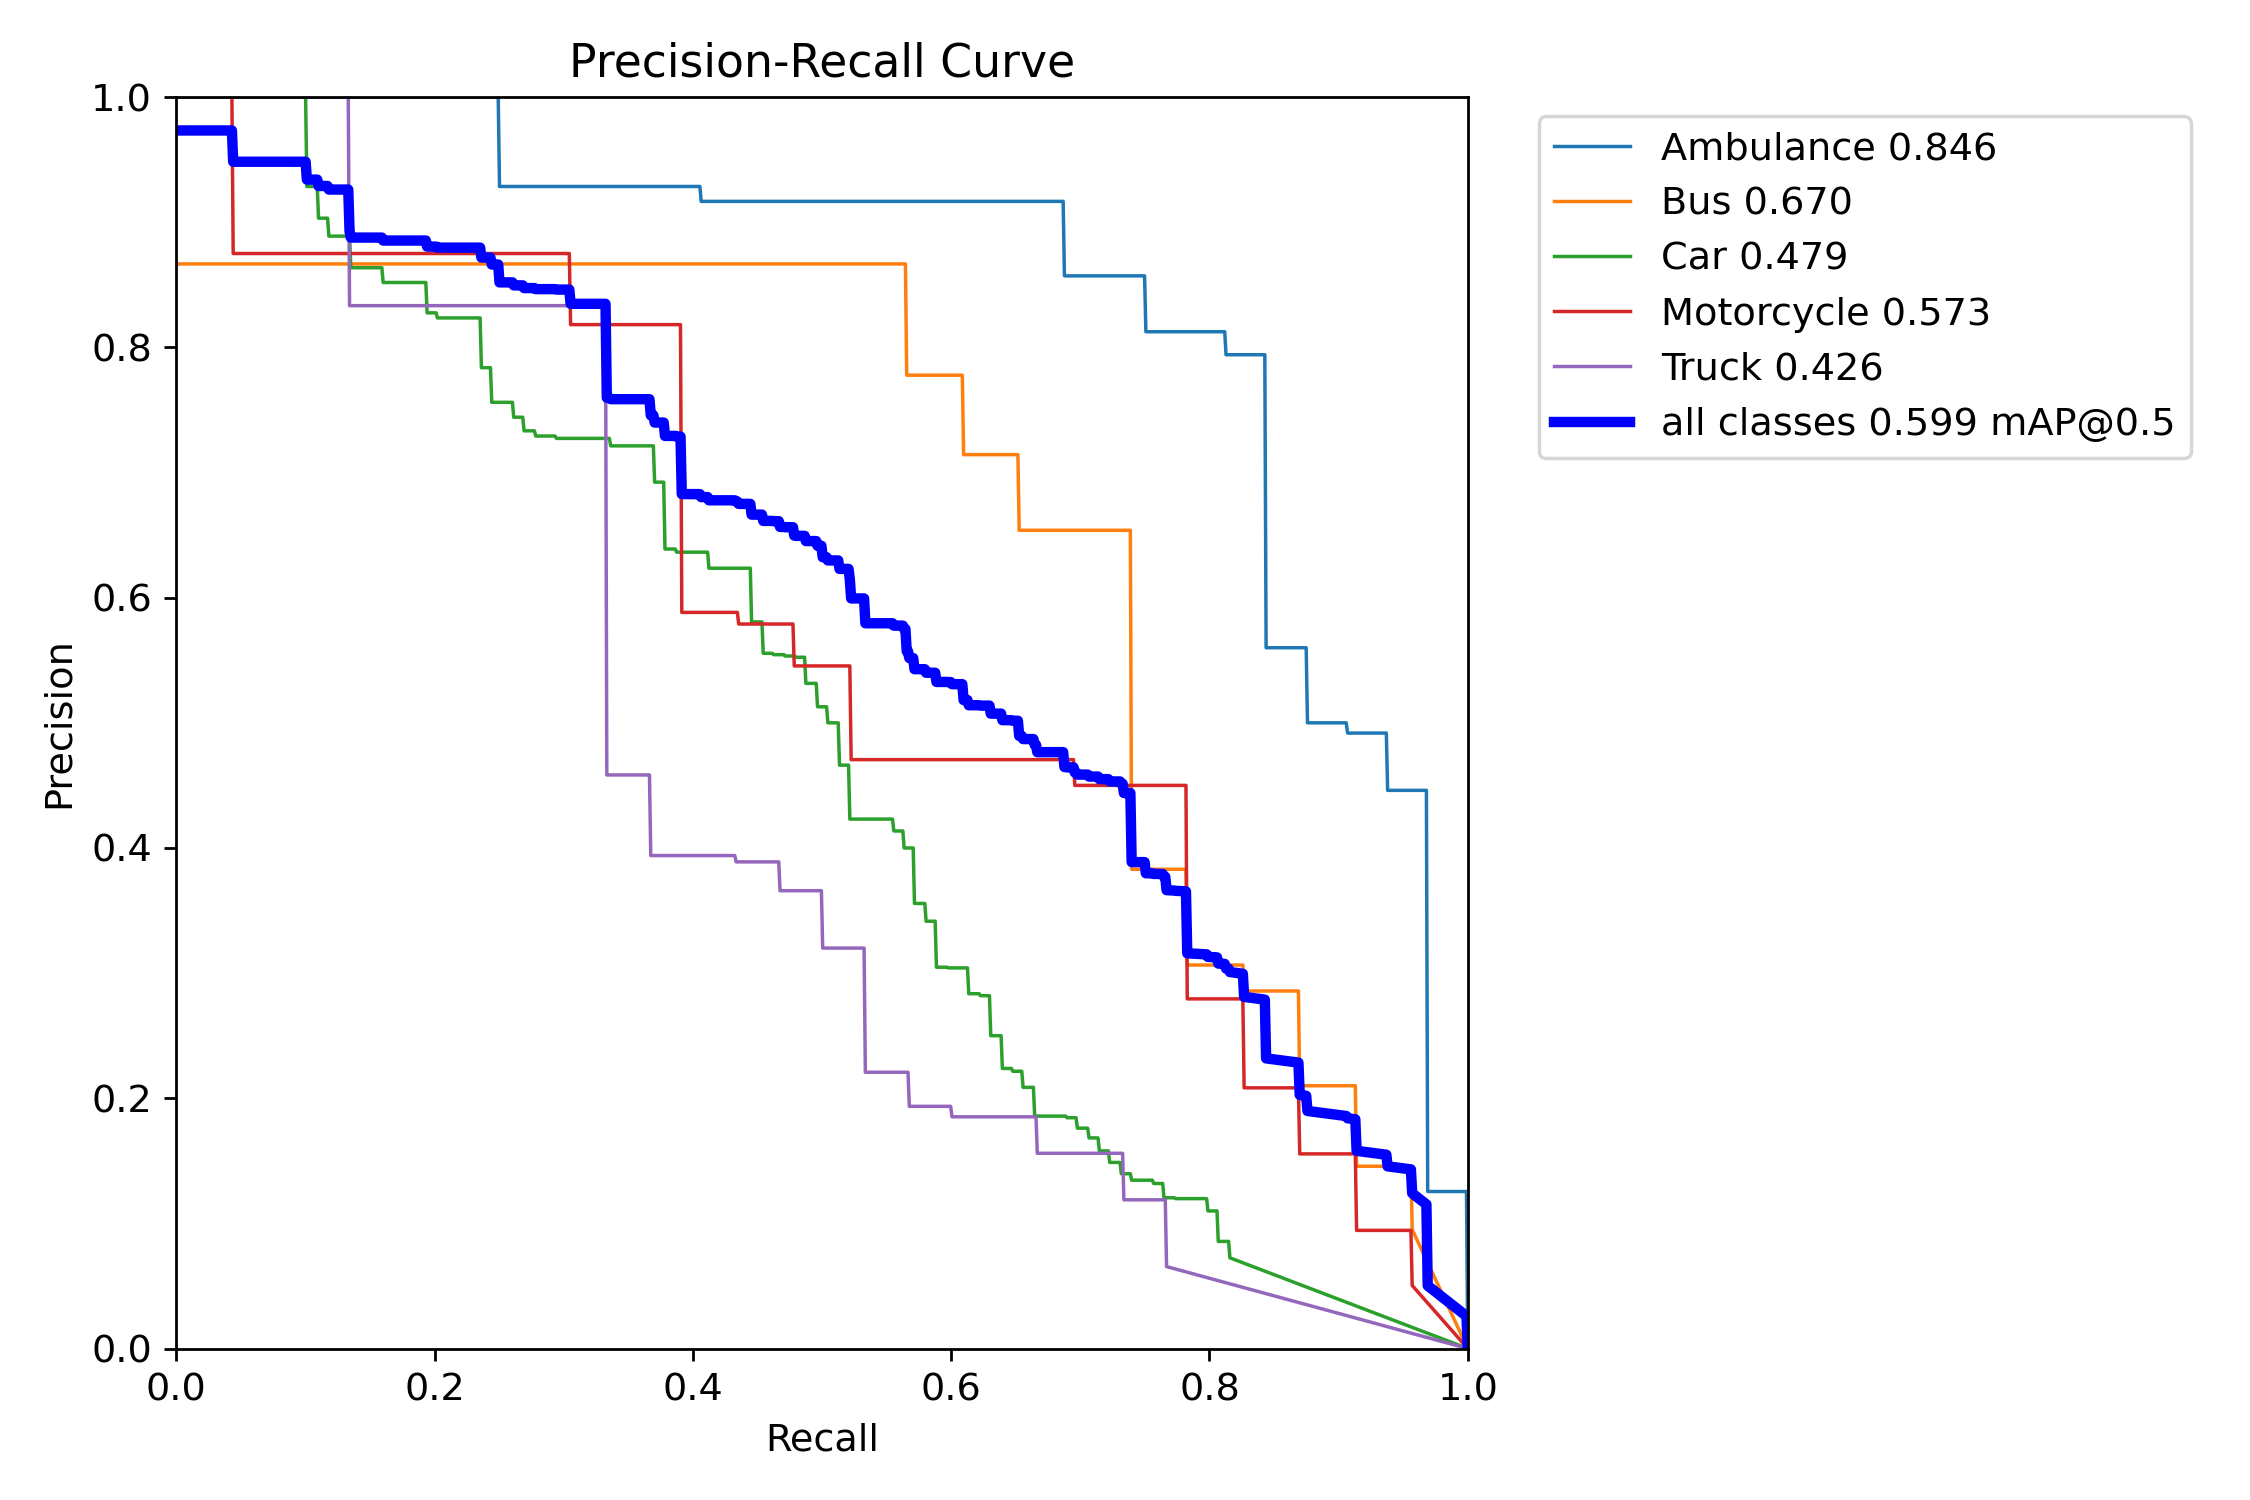 Precision-Recall Curve
1.0
0.8
0.6
0.4
0.2
0.0
Precision
0.0 0.2 0.4 0.6 0.8 1.0
Recall
Ambulance 0.846
Bus 0.670
Car 0.479
Motorcycle 0.573
Truck 0.426
all classes 0.599 mAP@0.5